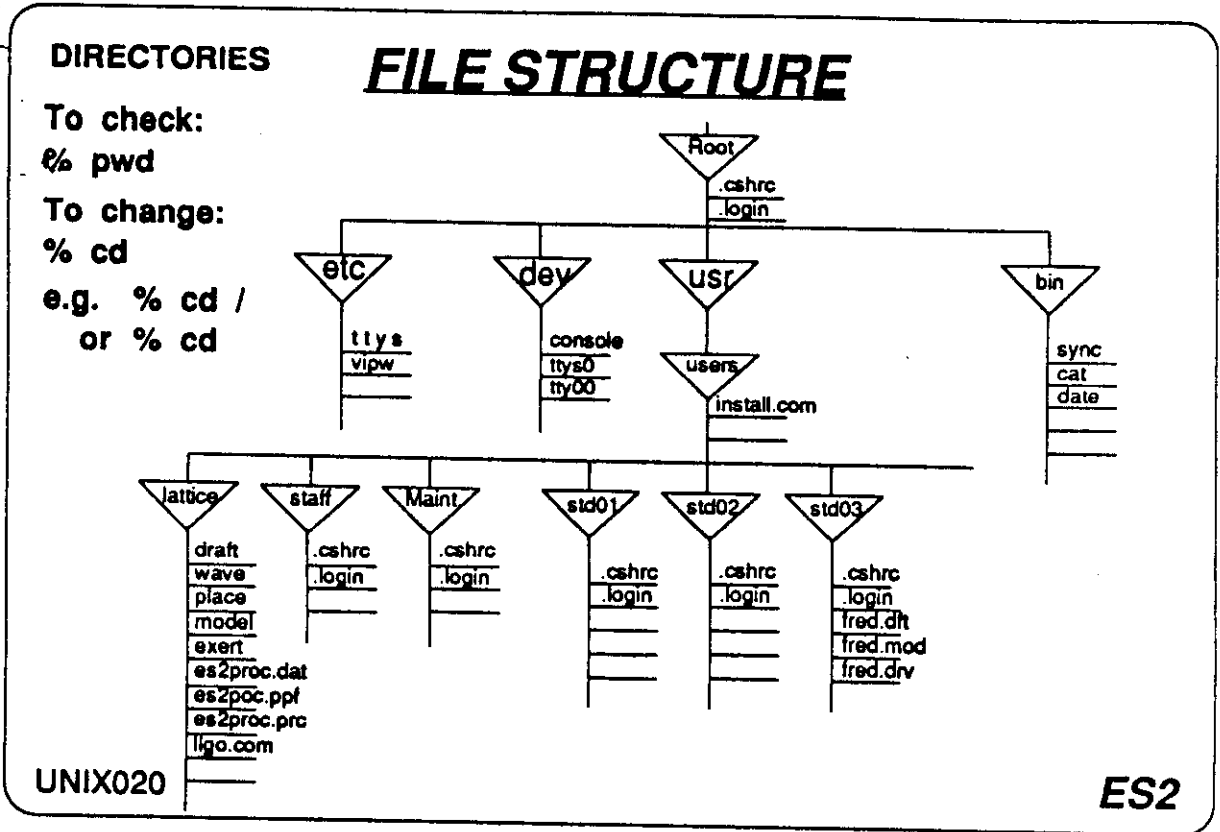 DIRECTORIES
FILE STRUCTURE
To check:
% pwd
To change:
% cd
e.g. % cd /
or % cd
Root
.cshrc
.login
etc
ttys
vipw
dev
console
ttys0
tty00
usr
users
install.com
bin
sync
cat
date
lattice
draft
wave
place
model
exert
es2proc.dat
es2poc.ppf
es2proc.prc
llgo.com
staff
.cshrc
.login
Maint.
.cshrc
.login
std01
.cshrc
.login
std02
.cshrc
.login
std03
.cshrc
.login
fred.dft
fred.mod
fred.drv
UNIX020
ES2